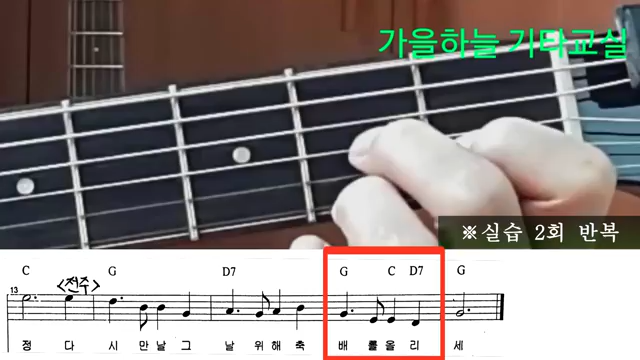 가을하늘 기타교실
※실습 2회 반복
C <전주> G D7 G C D7 G
13
정 다 시 만 날 그 날 위 해 축 배 를 올 리 세